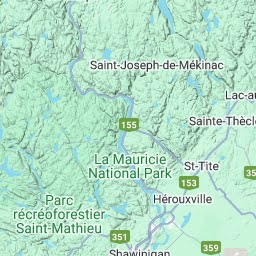 Saint-Joseph-de-Mékinac
Lac-au
Sainte-Thècl
155
La Mauricie
National Park
St-Tite
153
Hérouxville
Parc
récréoforestier
Saint-Mathieu
351
359
Shawinigan